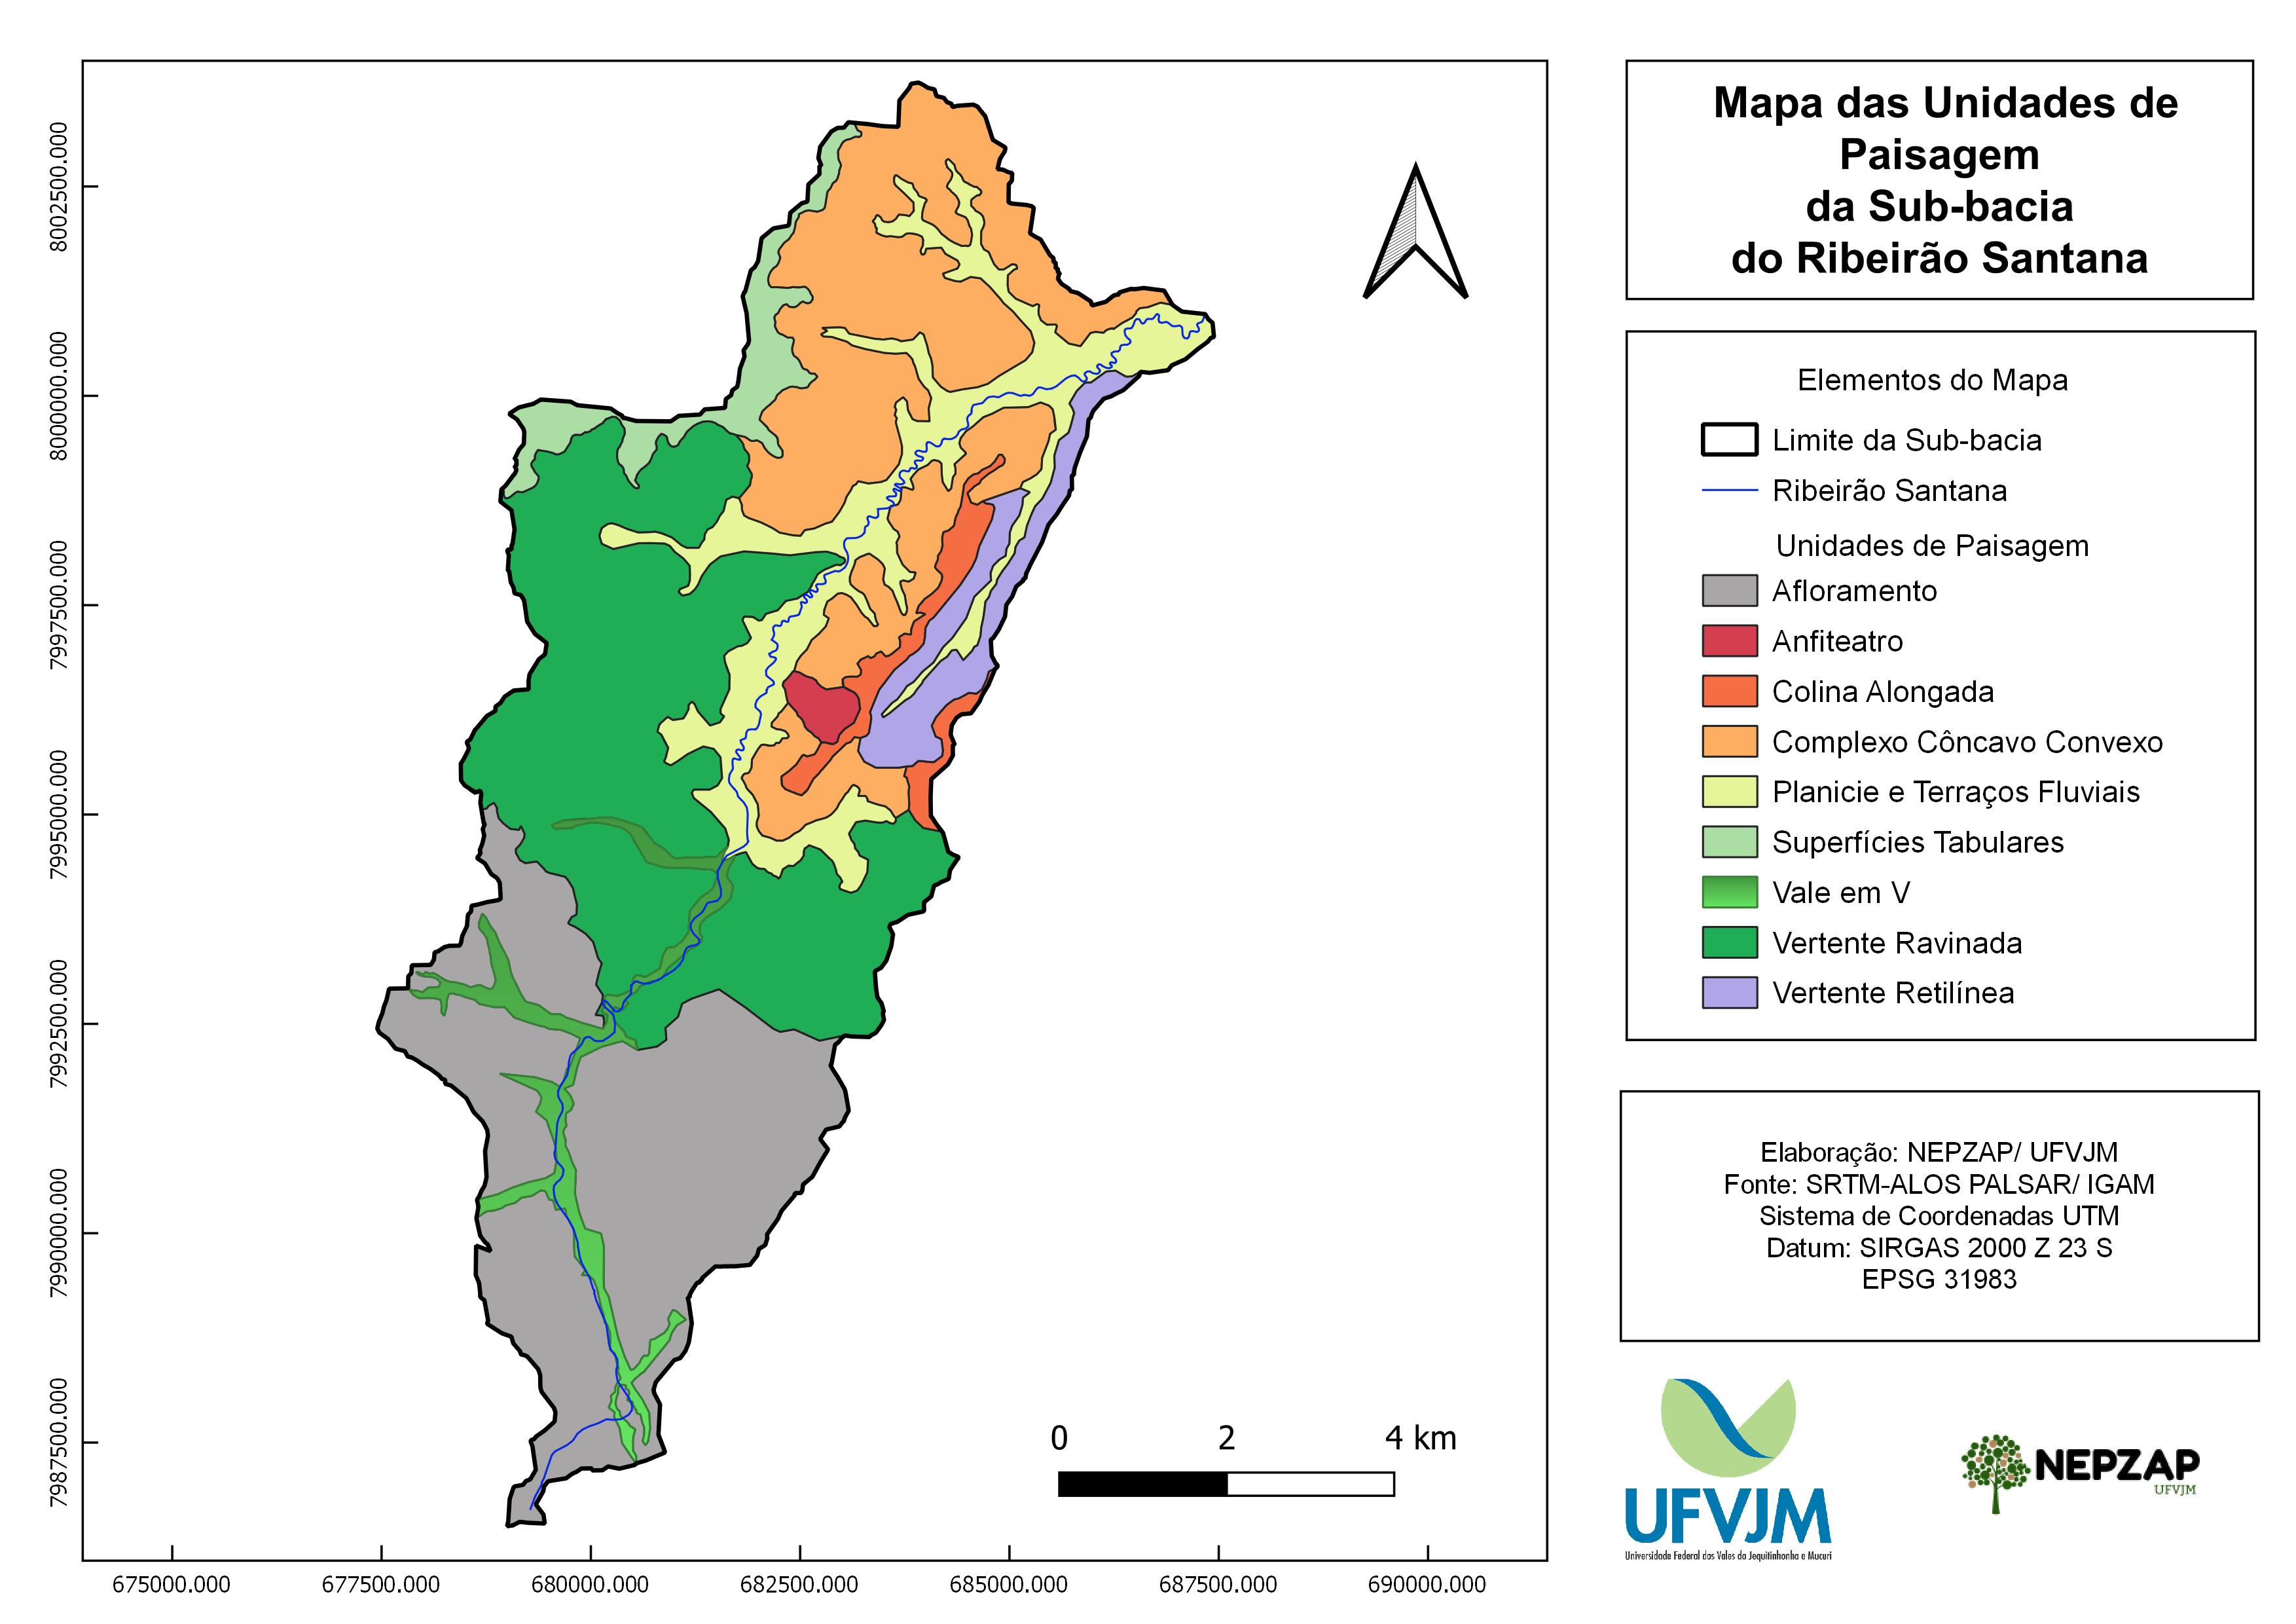 Mapa das Unidades de
Paisagem
da Sub-bacia
do Ribeirão Santana
Elementos do Mapa
Limite da Sub-bacia
Ribeirão Santana
Unidades de Paisagem
Afloramento
Anfiteatro
Colina Alongada
Complexo Côncavo Convexo
Planicie e Terraços Fluviais
Superfícies Tabulares
Vale em V
Vertente Ravinada
Vertente Retilínea
Elaboração: NEPZAP/ UFVJM
Fonte: SRTM-ALOS PALSAR/ IGAM
Sistema de Coordenadas UTM
Datum: SIRGAS 2000 Z 23 S
EPSG 31983
UFVJM
Universidade Federal dos Vales do Jequitinhonha e Mucuri
NEPZAP
UFVJM
8002500.000
8000000.000
7997500.000
7995000.000
7992500.000
7990000.000
7987500.000
0 2 4 km
675000.000 677500.000 680000.000 682500.000 685000.000 687500.000 690000.000